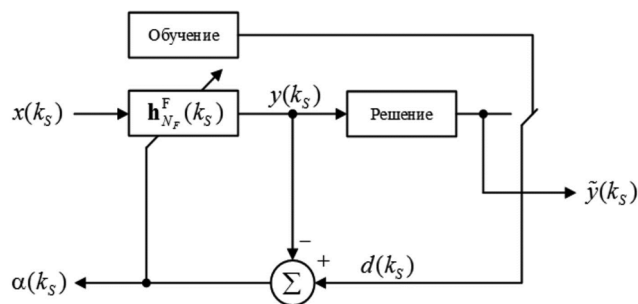 Обучение
x(k_S)
h^F_{N_F}(k_S)
y(k_S)
Решение
ỹ(k_S)
−
+
α(k_S)
Σ
d(k_S)